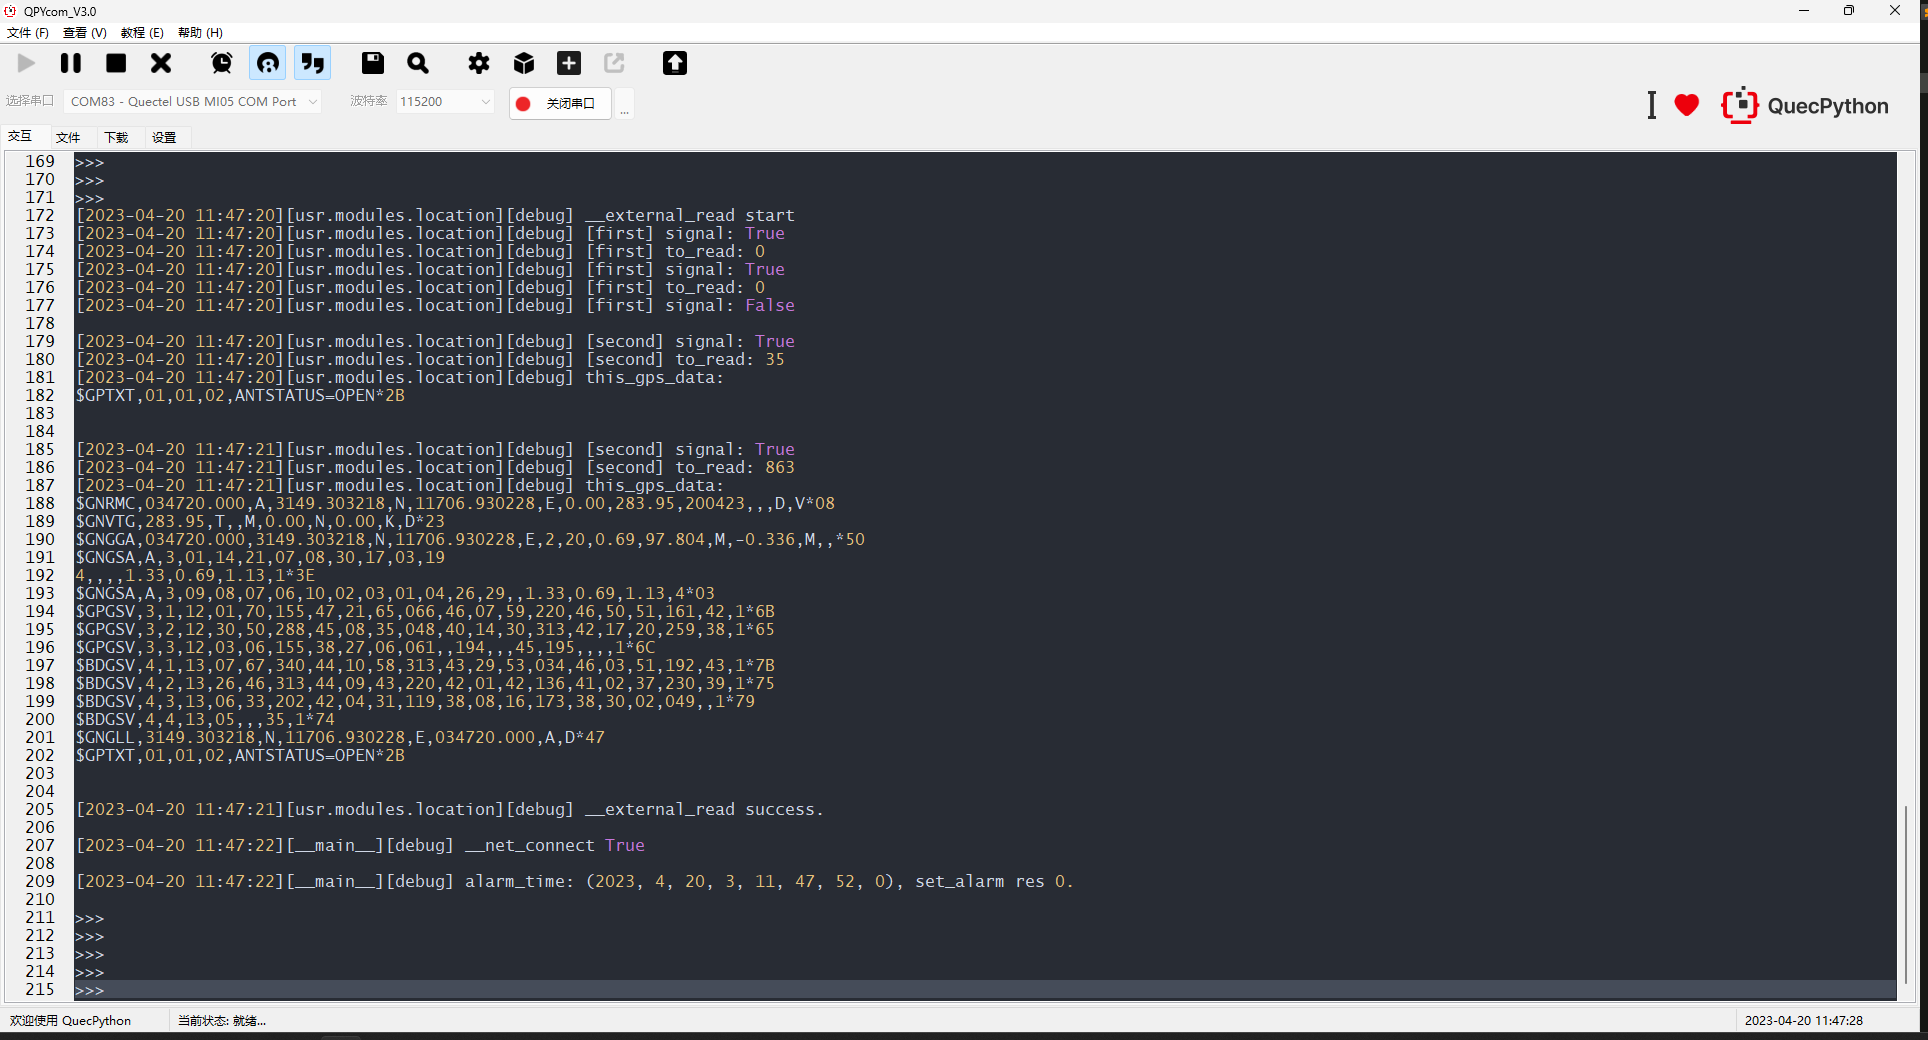 QPYcom_V3.0
文件 (F) 查看 (V) 教程 (E) 帮助 (H)
选择串口 COM83 - Quectel USB MI05 COM Port 波特率 115200 关闭串口 ... QuecPython
交互 文件 下载 设置
169 >>>
170 >>>
171 >>>
172 [2023-04-20 11:47:20][usr.modules.location][debug] __external_read start
173 [2023-04-20 11:47:20][usr.modules.location][debug] [first] signal: True
174 [2023-04-20 11:47:20][usr.modules.location][debug] [first] to_read: 0
175 [2023-04-20 11:47:20][usr.modules.location][debug] [first] signal: True
176 [2023-04-20 11:47:20][usr.modules.location][debug] [first] to_read: 0
177 [2023-04-20 11:47:20][usr.modules.location][debug] [first] signal: False
178
179 [2023-04-20 11:47:20][usr.modules.location][debug] [second] signal: True
180 [2023-04-20 11:47:20][usr.modules.location][debug] [second] to_read: 35
181 [2023-04-20 11:47:20][usr.modules.location][debug] this_gps_data:
182 $GPTXT,01,01,02,ANTSTATUS=OPEN*2B
183
184
185 [2023-04-20 11:47:21][usr.modules.location][debug] [second] signal: True
186 [2023-04-20 11:47:21][usr.modules.location][debug] [second] to_read: 863
187 [2023-04-20 11:47:21][usr.modules.location][debug] this_gps_data:
188 $GNRMC,034720.000,A,3149.303218,N,11706.930228,E,0.00,283.95,200423,,,D,V*08
189 $GNVTG,283.95,T,,M,0.00,N,0.00,K,D*23
190 $GNGGA,034720.000,3149.303218,N,11706.930228,E,2,20,0.69,97.804,M,-0.336,M,,*50
191 $GNGSA,A,3,01,14,21,07,08,30,17,03,19
192 4,,,,1.33,0.69,1.13,1*3E
193 $GNGSA,A,3,09,08,07,06,10,02,03,01,04,26,29,,1.33,0.69,1.13,4*03
194 $GPGSV,3,1,12,01,70,155,47,21,65,066,46,07,59,220,46,50,51,161,42,1*6B
195 $GPGSV,3,2,12,30,50,288,45,08,35,048,40,14,30,313,42,17,20,259,38,1*65
196 $GPGSV,3,3,12,03,06,155,38,27,06,061,,194,,,45,195,,,,1*6C
197 $BDGSV,4,1,13,07,67,340,44,10,58,313,43,29,53,034,46,03,51,192,43,1*7B
198 $BDGSV,4,2,13,26,46,313,44,09,43,220,42,01,42,136,41,02,37,230,39,1*75
199 $BDGSV,4,3,13,06,33,202,42,04,31,119,38,08,16,173,38,30,02,049,,1*79
200 $BDGSV,4,4,13,05,,,35,1*74
201 $GNGLL,3149.303218,N,11706.930228,E,034720.000,A,D*47
202 $GPTXT,01,01,02,ANTSTATUS=OPEN*2B
203
204
205 [2023-04-20 11:47:21][usr.modules.location][debug] __external_read success.
206
207 [2023-04-20 11:47:22][__main__][debug] __net_connect True
208
209 [2023-04-20 11:47:22][__main__][debug] alarm_time: (2023, 4, 20, 3, 11, 47, 52, 0), set_alarm res 0.
210
211 >>>
212 >>>
213 >>>
214 >>>
215 >>>
欢迎使用 QuecPython 当前状态: 就绪... 2023-04-20 11:47:28